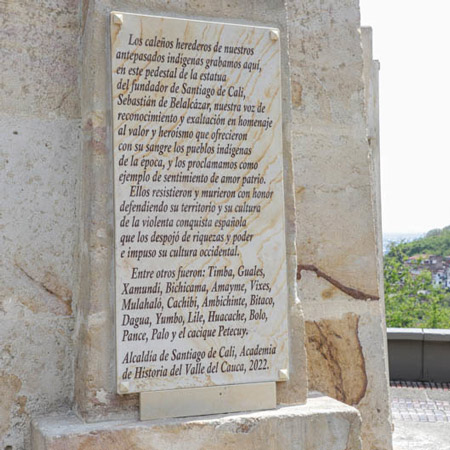 Los caleños herederos de nuestros
antepasados indígenas grabamos aquí,
en este pedestal de la estatua
del fundador de Santiago de Cali,
Sebastián de Belalcázar, nuestra voz de
reconocimiento y exaltación en homenaje
al valor y heroísmo que ofrecieron
con su sangre los pueblos indígenas
de la época, y los proclamamos como
ejemplo de sentimiento de amor patrio.
Ellos resistieron y murieron con honor
defendiendo su territorio y su cultura
de la violenta conquista española
que los despojó de riquezas y poder
e impuso su cultura occidental.
Entre otros fueron: Timba, Guales,
Xamundi, Bichicama, Amayme, Vixes,
Mulahaló, Cachibi, Ambichinte, Bitaco,
Dagua, Yumbo, Lile, Huacache, Bolo,
Pance, Palo y el cacique Petecuy.
Alcaldía de Santiago de Cali, Academia
de Historia del Valle del Cauca, 2022.